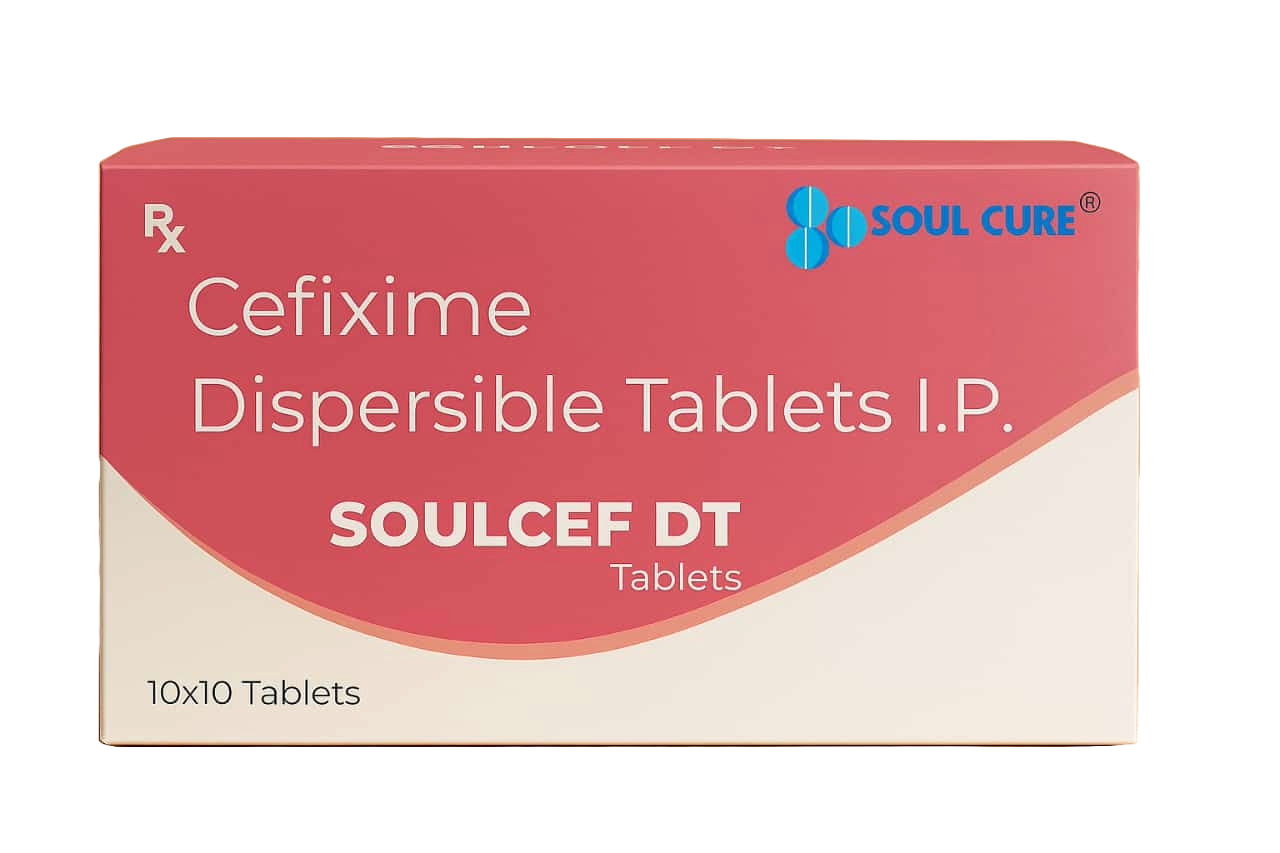 Rx
SOUL CURE®
Cefixime
Dispersible Tablets I.P.
SOULCEF DT
Tablets
10x10 Tablets